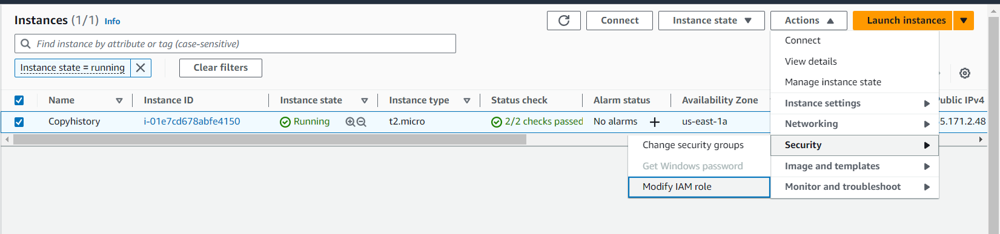 Instances (1/1) Info
Connect
Instance state
Actions
Launch instances
Find instance by attribute or tag (case-sensitive)
Instance state = running
Clear filters
Connect
View details
Manage instance state
Instance settings
Networking
Security
Image and templates
Monitor and troubleshoot
Name Instance ID Instance state Instance type Status check Alarm status Availability Zone Public IPv4
Copyhistory i-01e7cd678abfe4150 Running t2.micro 2/2 checks passed No alarms us-east-1a 5.171.2.48
Change security groups
Get Windows password
Modify IAM role